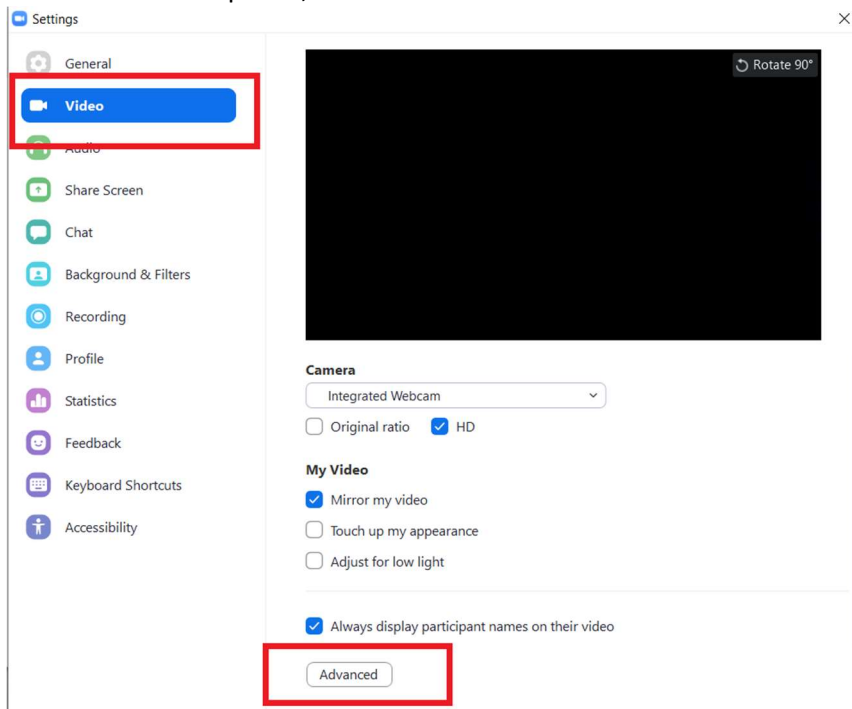 Settings
General
Rotate 90°
Video
Audio
Share Screen
Chat
Background & Filters
Recording
Profile
Statistics
Feedback
Keyboard Shortcuts
Accessibility
Camera
Integrated Webcam
Original ratio HD
My Video
Mirror my video
Touch up my appearance
Adjust for low light
Always display participant names on their video
Advanced